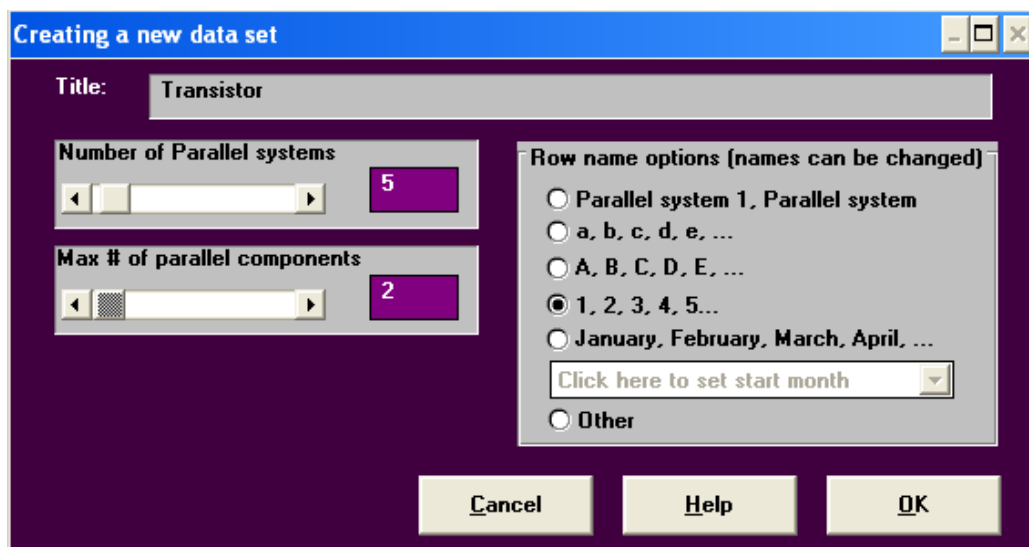 Creating a new data set
Title:
Transistor
Number of Parallel systems
5
Max # of parallel components
2
Row name options (names can be changed)
Parallel system 1, Parallel system
a, b, c, d, e, ...
A, B, C, D, E, ...
1, 2, 3, 4, 5...
January, February, March, April, ...
Click here to set start month
Other
Cancel
Help
OK